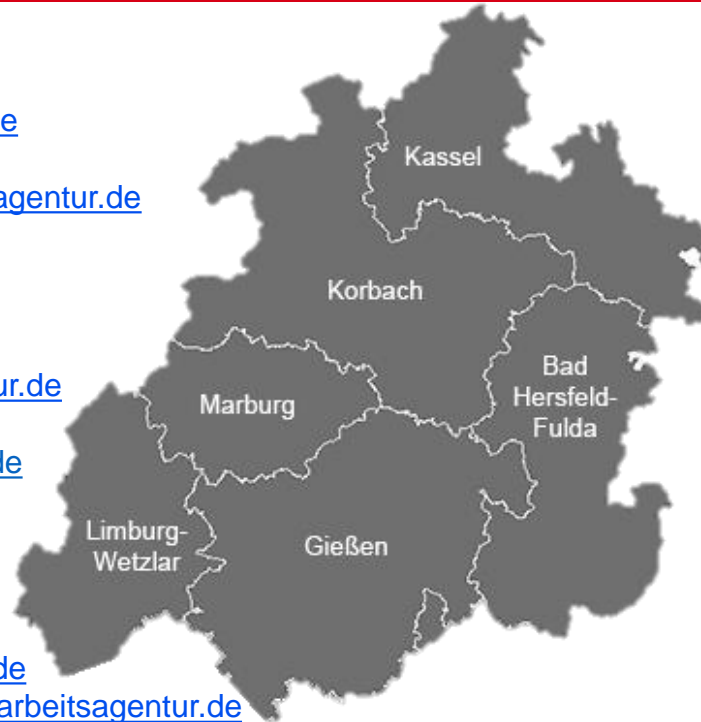 e
agentur.de
Kassel
Korbach
ur.de
Bad
Hersfeld-
Fulda
Marburg
de
Limburg-
Wetzlar
Gießen
de
arbeitsagentur.de